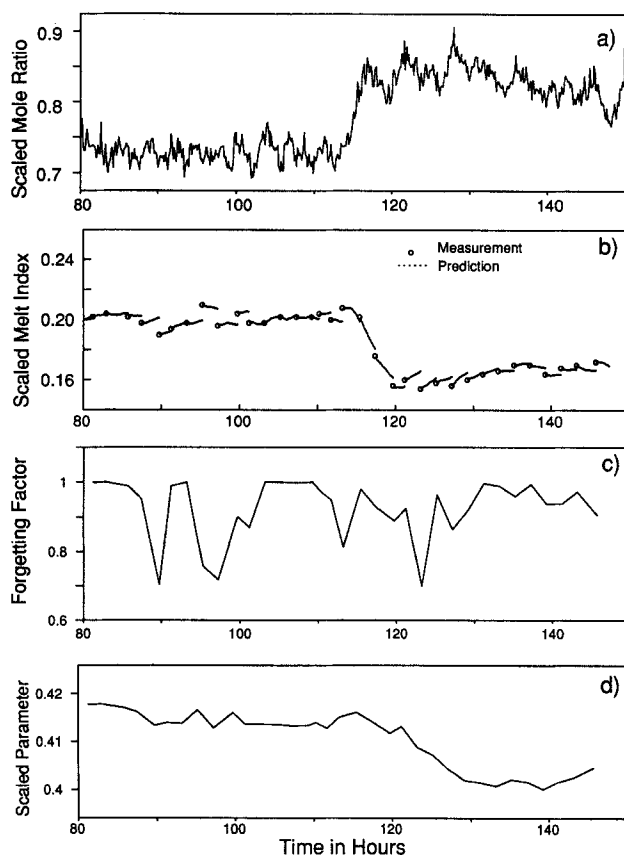 a)
Scaled Mole Ratio
0.9
0.8
0.7
80 100 120 140
b)
Measurement
Prediction
Scaled Melt Index
0.24
0.20
0.16
80 100 120 140
c)
Forgetting Factor
1
0.8
0.6
80 100 120 140
d)
Scaled Parameter
0.42
0.41
0.4
80 100 120 140
Time in Hours